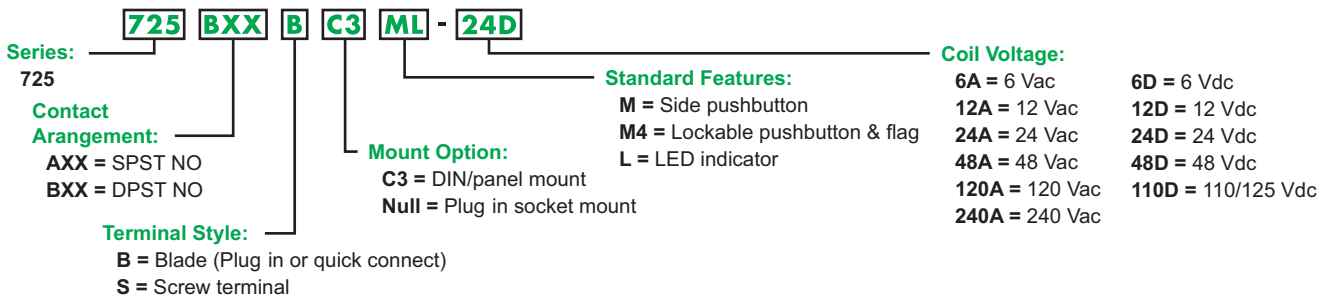 725 BXX B C3 ML - 24D
Series:
725
Contact
Arangement:
AXX = SPST NO
BXX = DPST NO
Terminal Style:
B = Blade (Plug in or quick connect)
S = Screw terminal
Mount Option:
C3 = DIN/panel mount
Null = Plug in socket mount
Standard Features:
M = Side pushbutton
M4 = Lockable pushbutton & flag
L = LED indicator
Coil Voltage:
6A = 6 Vac
12A = 12 Vac
24A = 24 Vac
48A = 48 Vac
120A = 120 Vac
240A = 240 Vac
6D = 6 Vdc
12D = 12 Vdc
24D = 24 Vdc
48D = 48 Vdc
110D = 110/125 Vdc